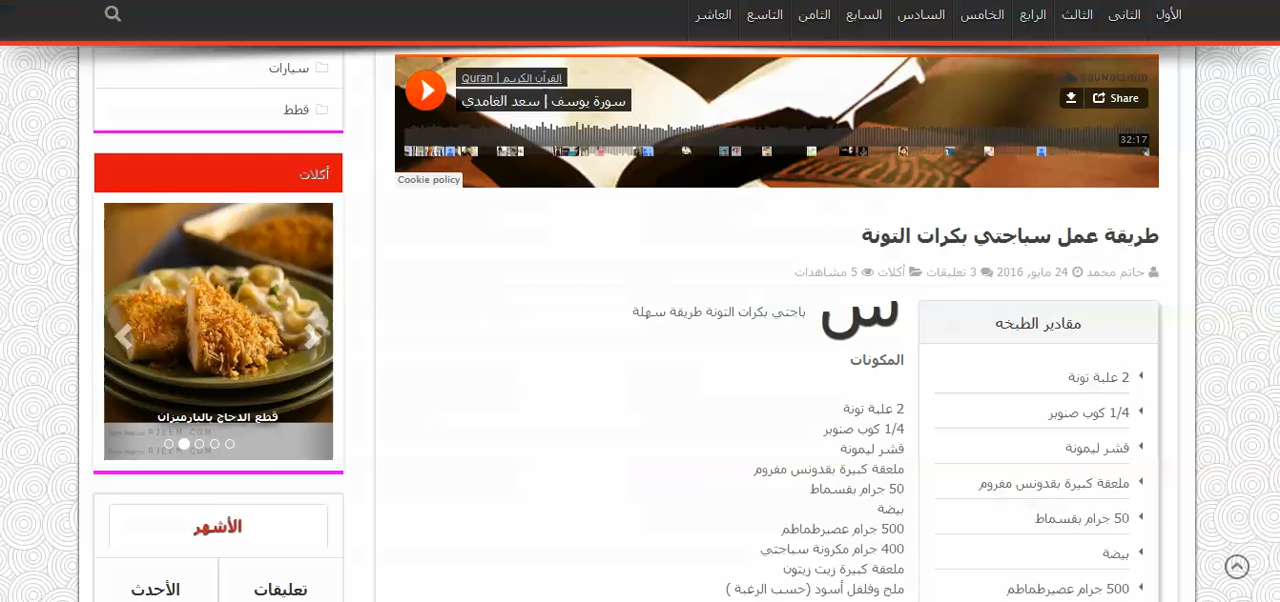 الأول
الثانى
الثالث
الرابع
الخامس
السادس
السابع
الثامن
التاسع
العاشر
القرآن الكريم | Quran
سورة يوسف | سعد الغامدي
SOUNDCLOUD
Share
32:17
Cookie policy
طريقة عمل سباجتي بكرات التونة
حاتم محمد 24 مايو, 2016 3 تعليقات أكلات 5 مشاهدات
مقادير الطبخه
2 علبة تونة
1/4 كوب صنوبر
قشر ليمونة
ملعقة كبيرة بقدونس مفروم
50 جرام بقسماط
بيضة
500 جرام عصيرطماطم
س باجتي بكرات التونة طريقة سهلة
المكونات
2 علبة تونة
1/4 كوب صنوبر
قشر ليمونة
ملعقة كبيرة بقدونس مفروم
50 جرام بقسماط
بيضة
500 جرام عصيرطماطم
400 جرام مكرونة سباجتي
ملعقة كبيرة زيت زيتون
ملح وفلفل أسود (حسب الرغبة )
سيارات
قطط
أكلات
قطع الدجاج بالبارميزان
الأشهر
تعليقات
الأحدث